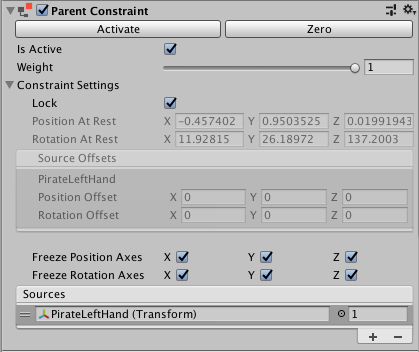 Parent Constraint
Activate Zero
Is Active
Weight 1
Constraint Settings
Lock
Position At Rest X -0.457402 Y 0.9503525 Z 0.01991943
Rotation At Rest X 11.92815 Y 26.18972 Z 137.2003
Source Offsets
PirateLeftHand
Position Offset X 0 Y 0 Z 0
Rotation Offset X 0 Y 0 Z 0
Freeze Position Axes X Y Z
Freeze Rotation Axes X Y Z
Sources
PirateLeftHand (Transform) 1
+ -